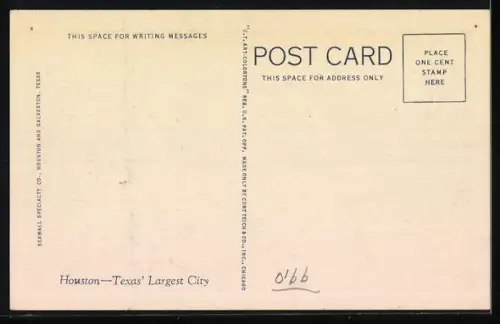 THIS SPACE FOR WRITING MESSAGES
SEAWALL SPECIALTY CO., HOUSTON AND GALVESTON, TEXAS
Houston—Texas' Largest City
"C.T. ART-COLORTONE" REG. U.S. PAT. OFF. MADE ONLY BY CURT TEICH & CO., INC., CHICAGO
POST CARD
THIS SPACE FOR ADDRESS ONLY
PLACE
ONE CENT
STAMP
HERE